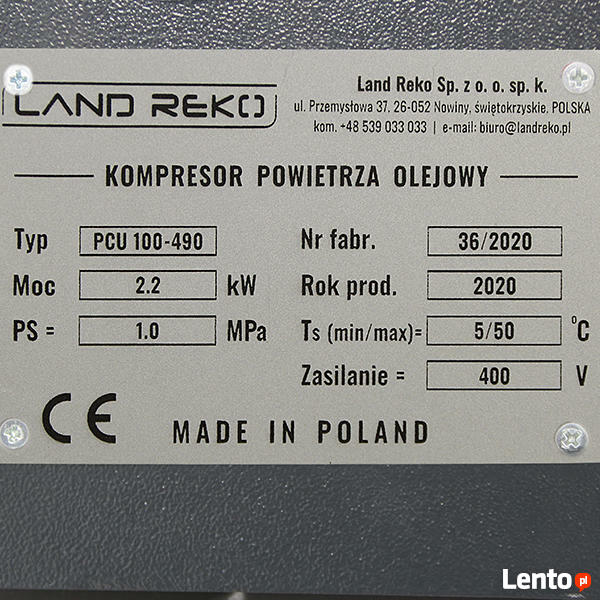 LAND REKO
Land Reko Sp. z o. o. sp. k.
ul. Przemysłowa 37, 26-052 Nowiny, świętokrzyskie, POLSKA
kom. +48 539 033 033 | e-mail: biuro@landreko.pl
KOMPRESOR POWIETRZA OLEJOWY
Typ PCU 100-490 Nr fabr. 36/2020
Moc 2.2 kW Rok prod. 2020
PS = 1.0 MPa Ts (min/max)= 5/50 °C
Zasilanie = 400 V
CE MADE IN POLAND
Lento.pl